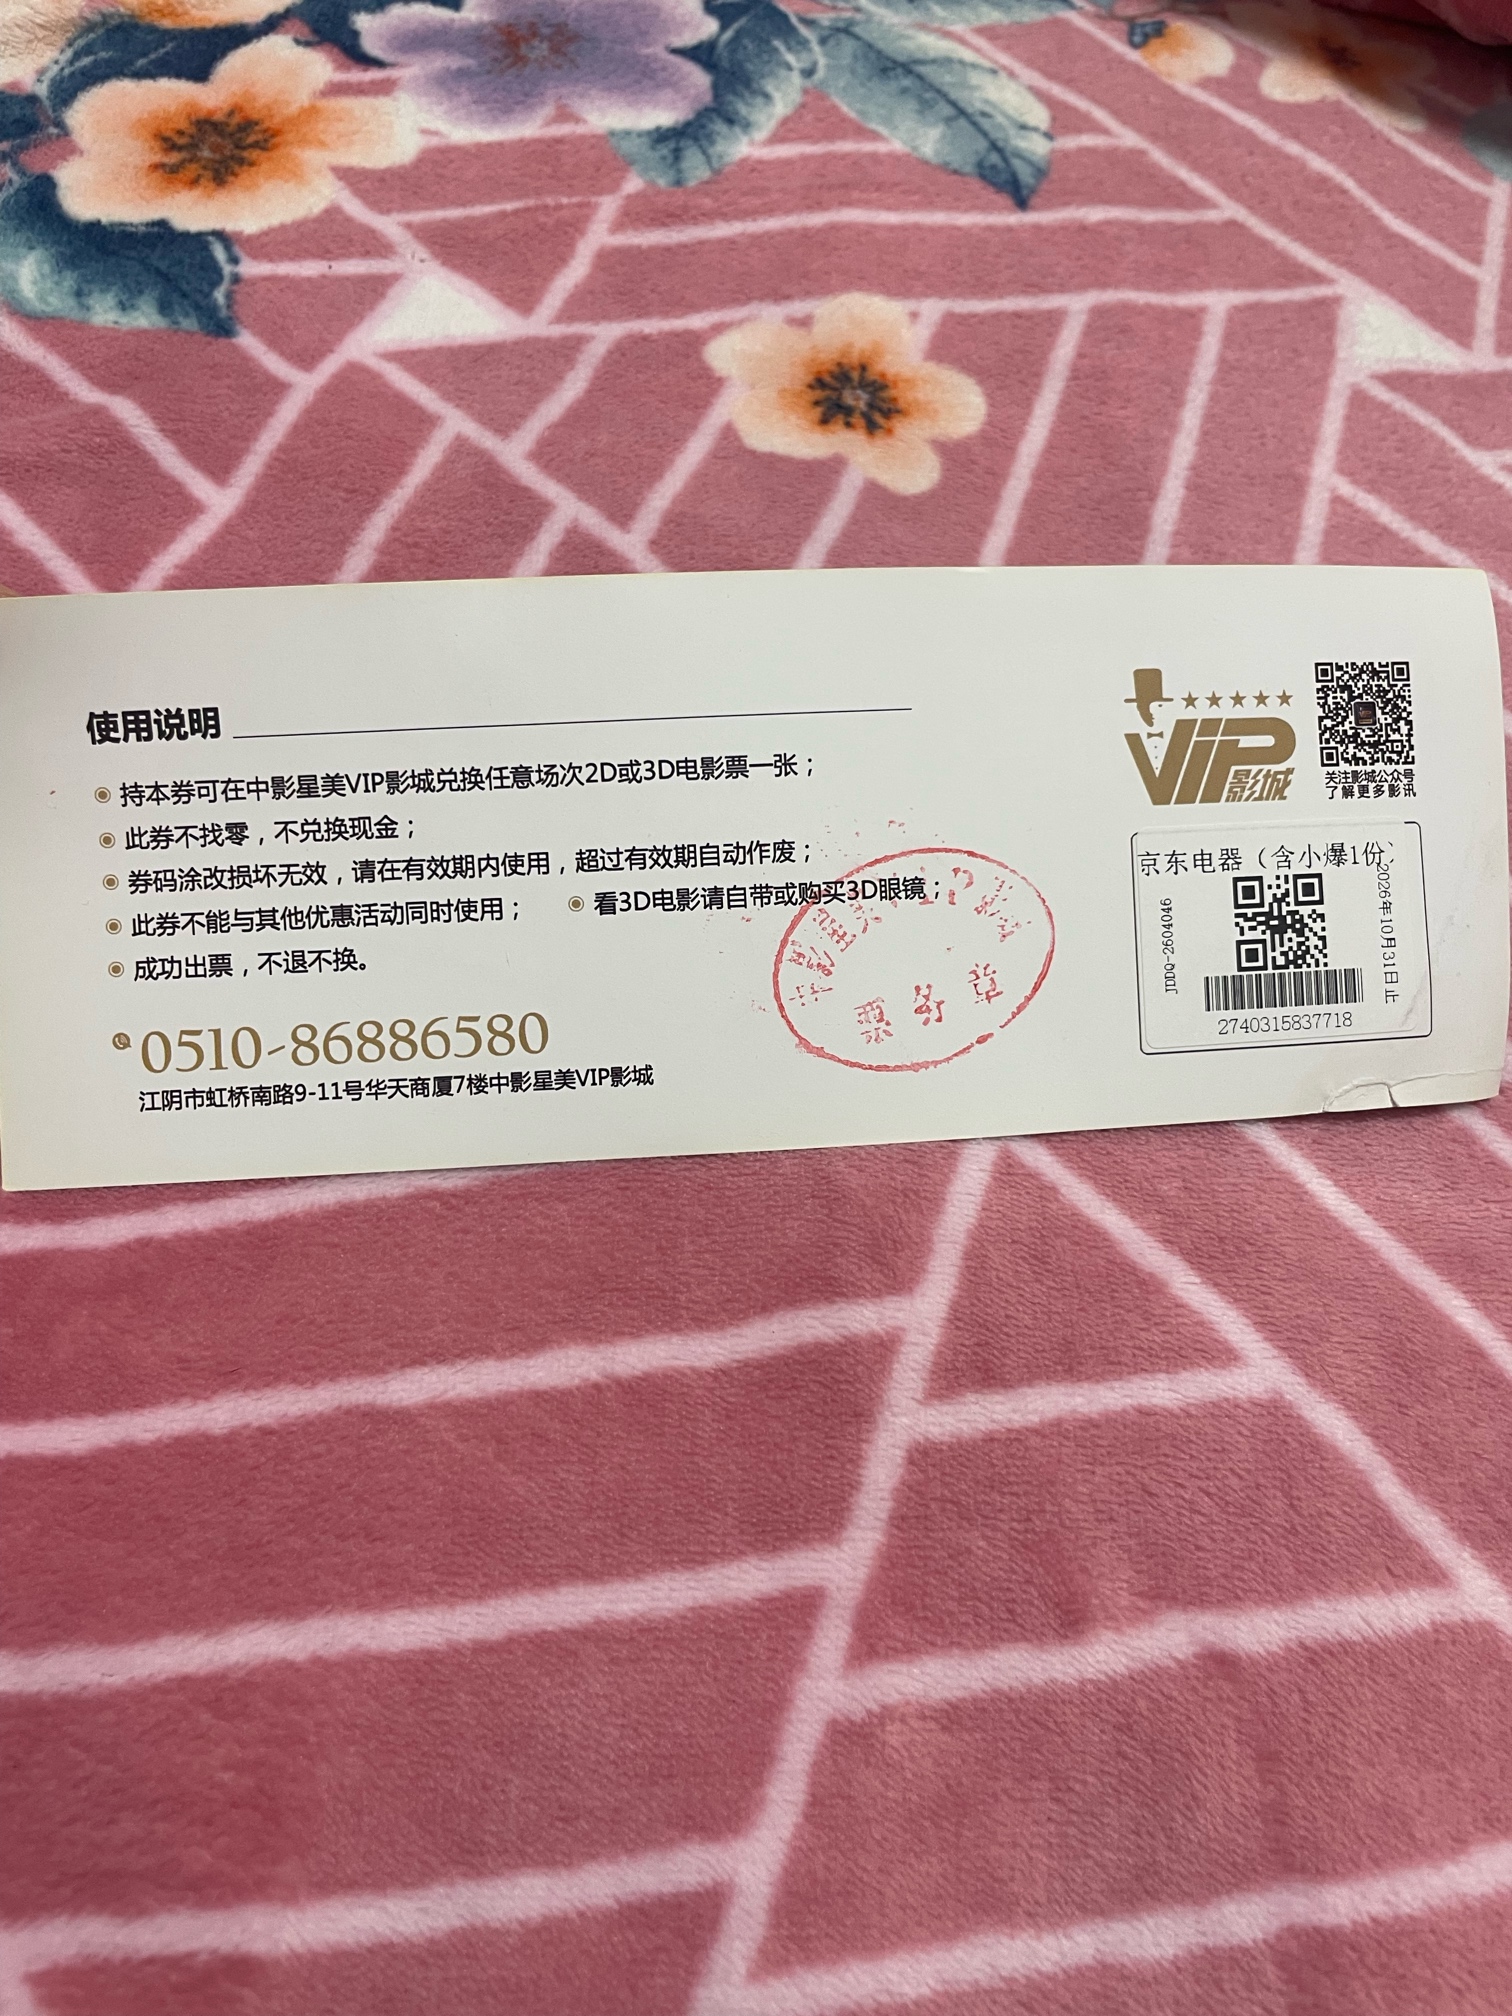 使用说明
持本券可在中影星美VIP影城兑换任意场次2D或3D电影票一张；
此券不找零，不兑换现金；
券码涂改损坏无效，请在有效期内使用，超过有效期自动作废；
此券不能与其他优惠活动同时使用； 看3D电影请自带或购买3D眼镜；
成功出票，不退不换。
0510-86886580
江阴市虹桥南路9-11号华天商厦7楼中影星美VIP影城
中影星美VIP影城
票务章
VIP影城
关注影城公众号
了解更多影讯
京东电器（含小爆1份）
JDDQ-2604046
2026年10月31日止
2740315837718